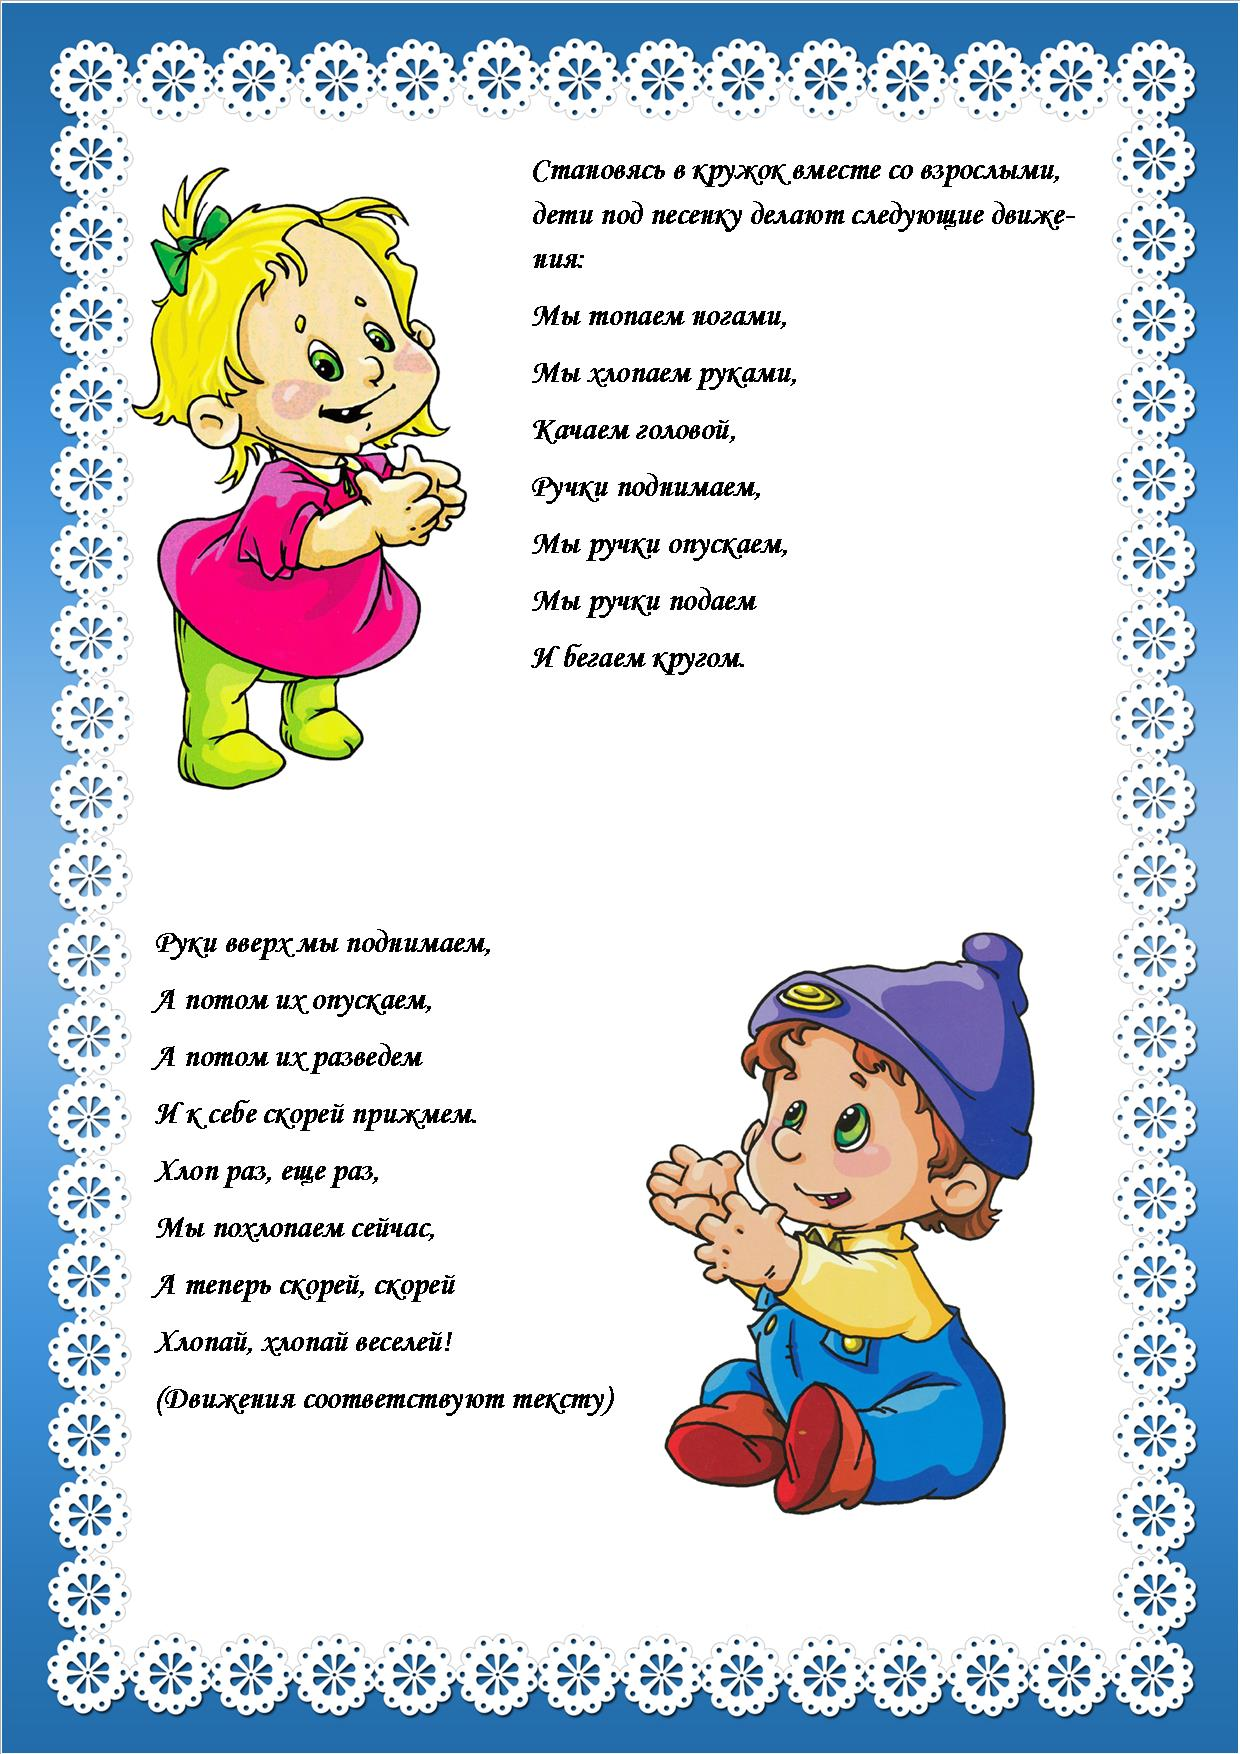 Становясь в кружок вместе со взрослыми,
дети под песенку делают следующие движе-
ния:
Мы топаем ногами,
Мы хлопаем руками,
Качаем головой,
Ручки поднимаем,
Мы ручки опускаем,
Мы ручки подаем
И бегаем кругом.
Руки вверх мы поднимаем,
А потом их опускаем,
А потом их разведем
И к себе скорей прижмем.
Хлоп раз, еще раз,
Мы похлопаем сейчас,
А теперь скорей, скорей
Хлопай, хлопай веселей!
(Движения соответствуют тексту)